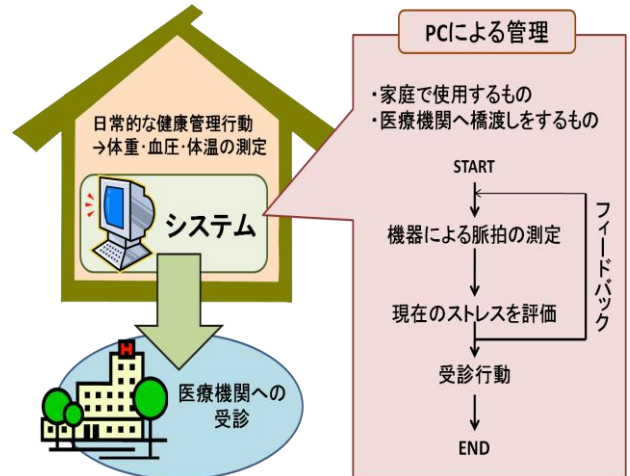 日常的な健康管理行動
→体重・血圧・体温の測定
システム
H
医療機関への
受診
PCによる管理
・家庭で使用するもの
・医療機関へ橋渡しをするもの
START
機器による脈拍の測定
現在のストレスを評価
フィードバック
受診行動
END